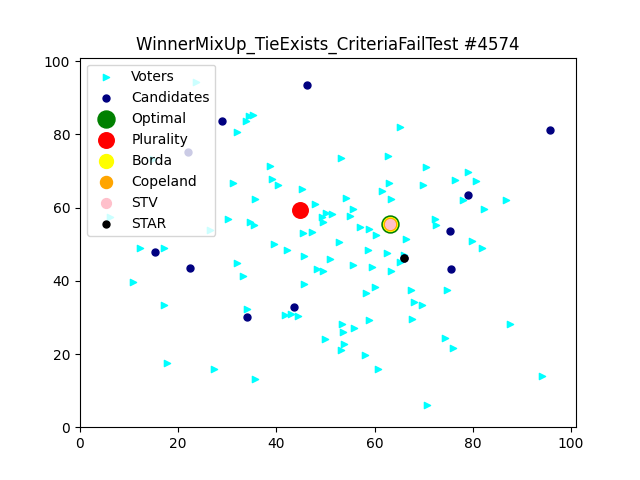 WinnerMixUp_TieExists_CriteriaFailTest #4574
100
80
60
40
20
0
Voters
Candidates
Optimal
Plurality
Borda
Copeland
STV
STAR
0 20 40 60 80 100